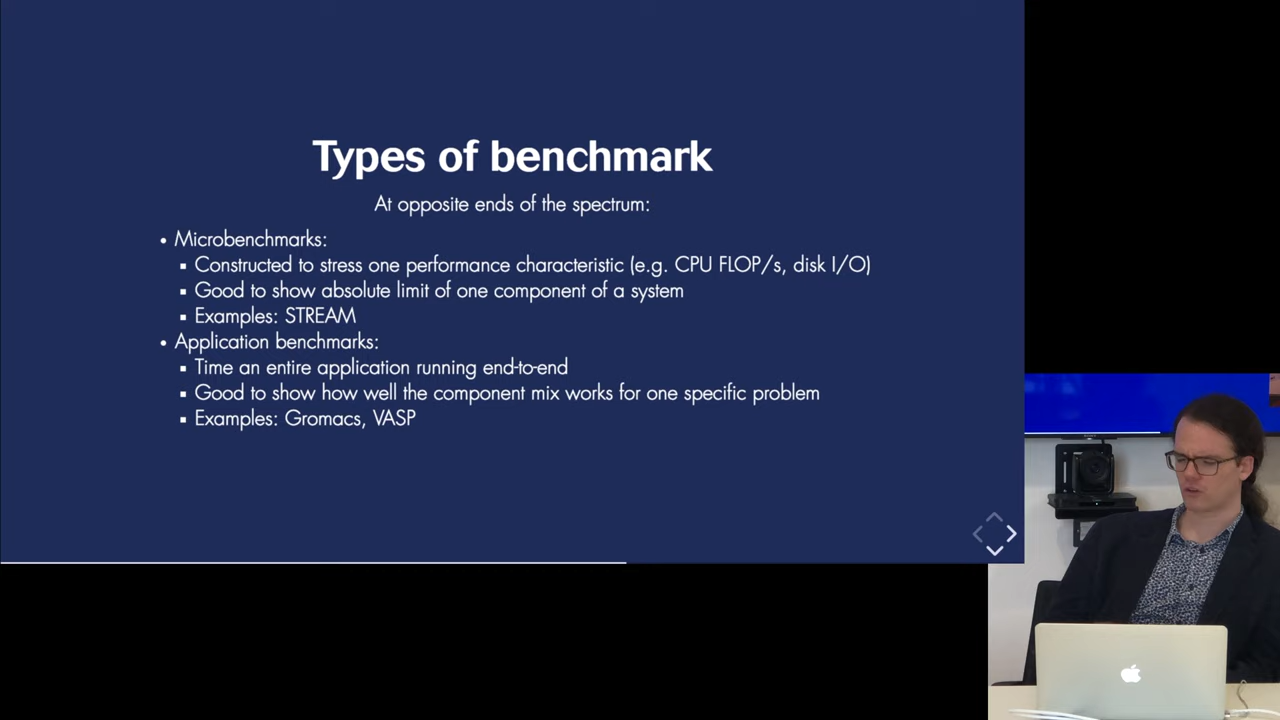 Types of benchmark
At opposite ends of the spectrum:
• Microbenchmarks:
▪ Constructed to stress one performance characteristic (e.g. CPU FLOP/s, disk I/O)
▪ Good to show absolute limit of one component of a system
▪ Examples: STREAM
• Application benchmarks:
▪ Time an entire application running end-to-end
▪ Good to show how well the component mix works for one specific problem
▪ Examples: Gromacs, VASP